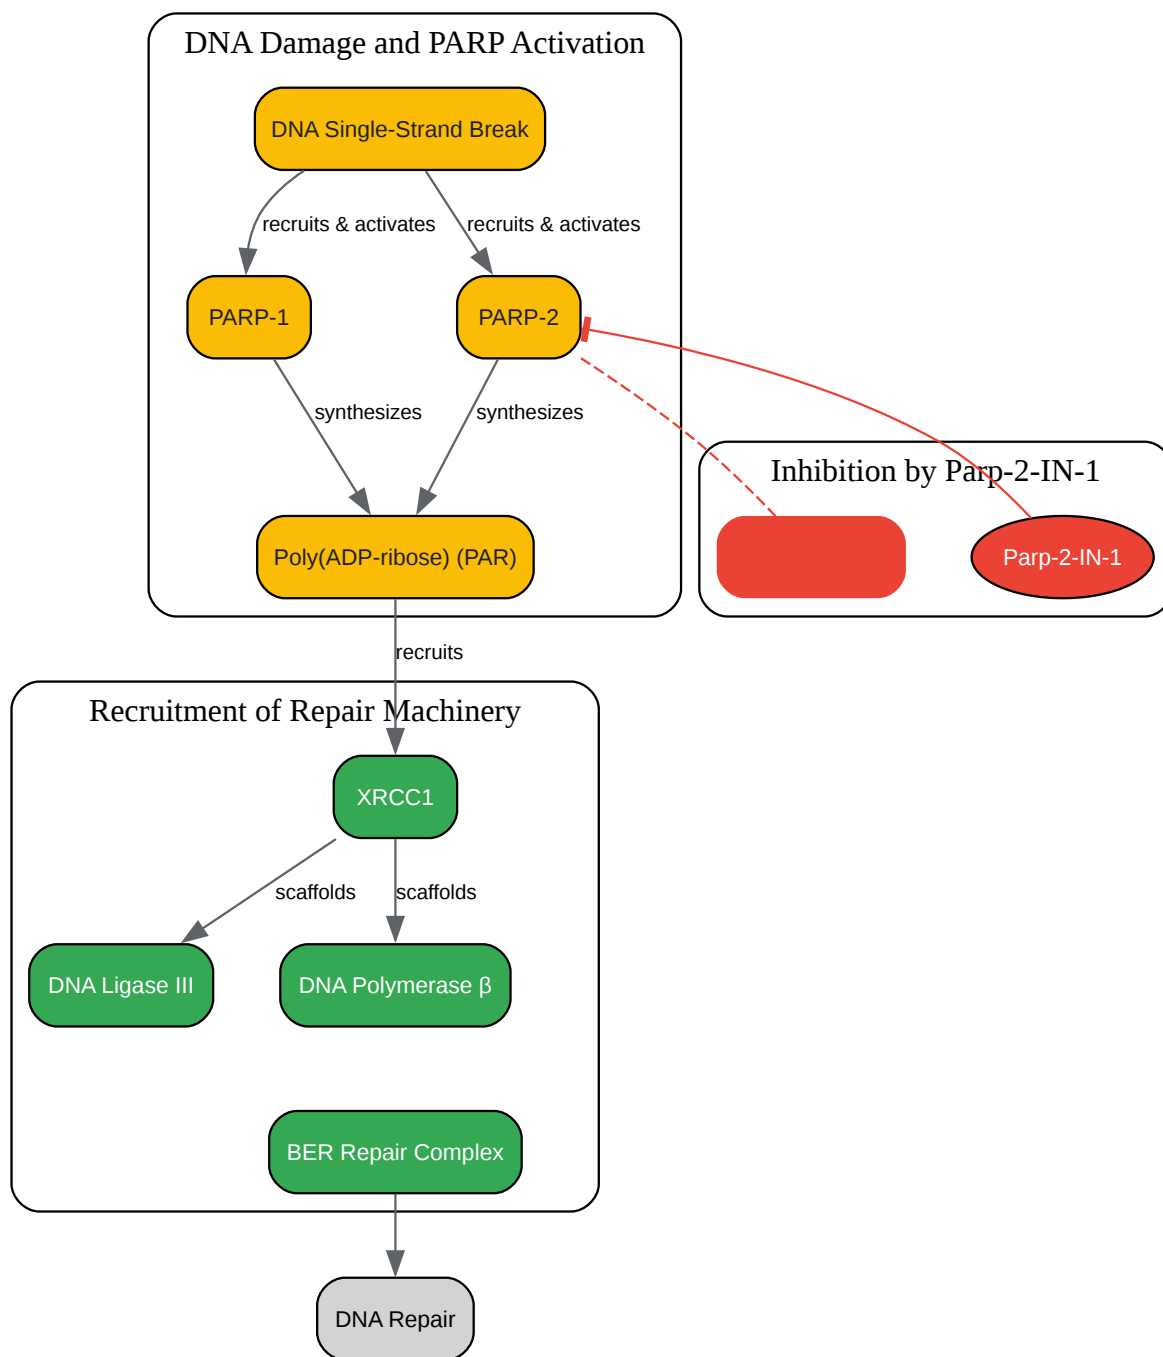 DNA Damage and PARP Activation
DNA Single-Strand Break
recruits & activates
recruits & activates
PARP-1
PARP-2
synthesizes
synthesizes
Inhibition by Parp-2-IN-1
Poly(ADP-ribose) (PAR)
Parp-2-IN-1
recruits
Recruitment of Repair Machinery
XRCC1
scaffolds
scaffolds
DNA Ligase III
DNA Polymerase β
BER Repair Complex
DNA Repair